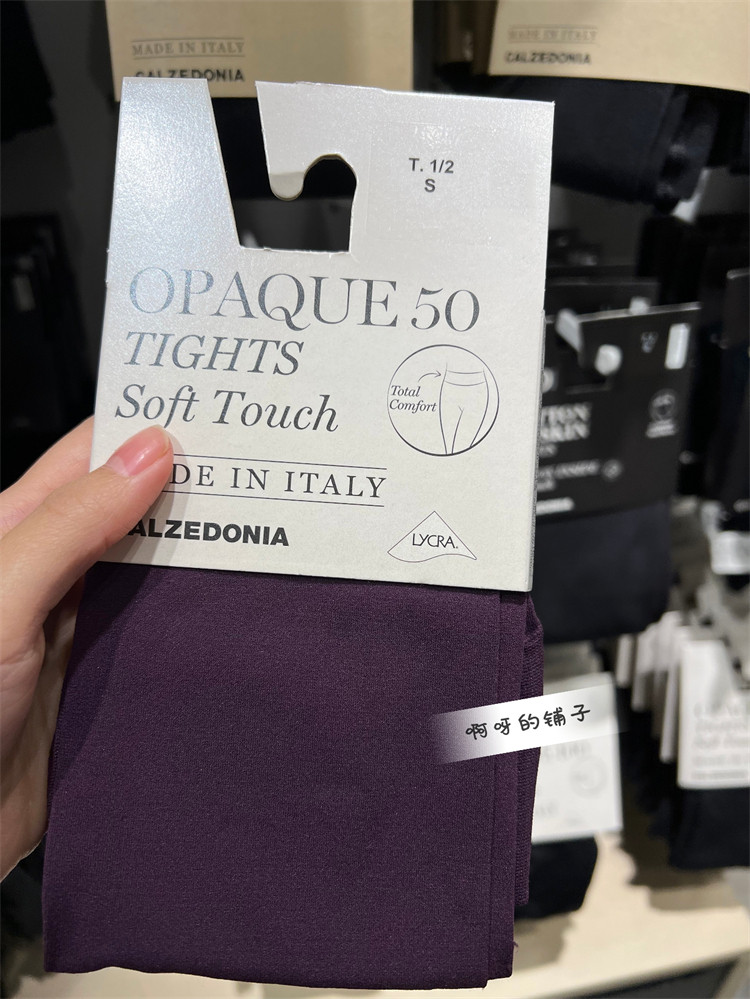 MADE IN ITALY
CALZEDONIA
MADE IN ITALY
CALZEDONIA
T. 1/2
S
OPAQUE 50
TIGHTS
Soft Touch
Total
Comfort
DE IN ITALY
ALZEDONIA
LYCRA.
啊呀的铺子